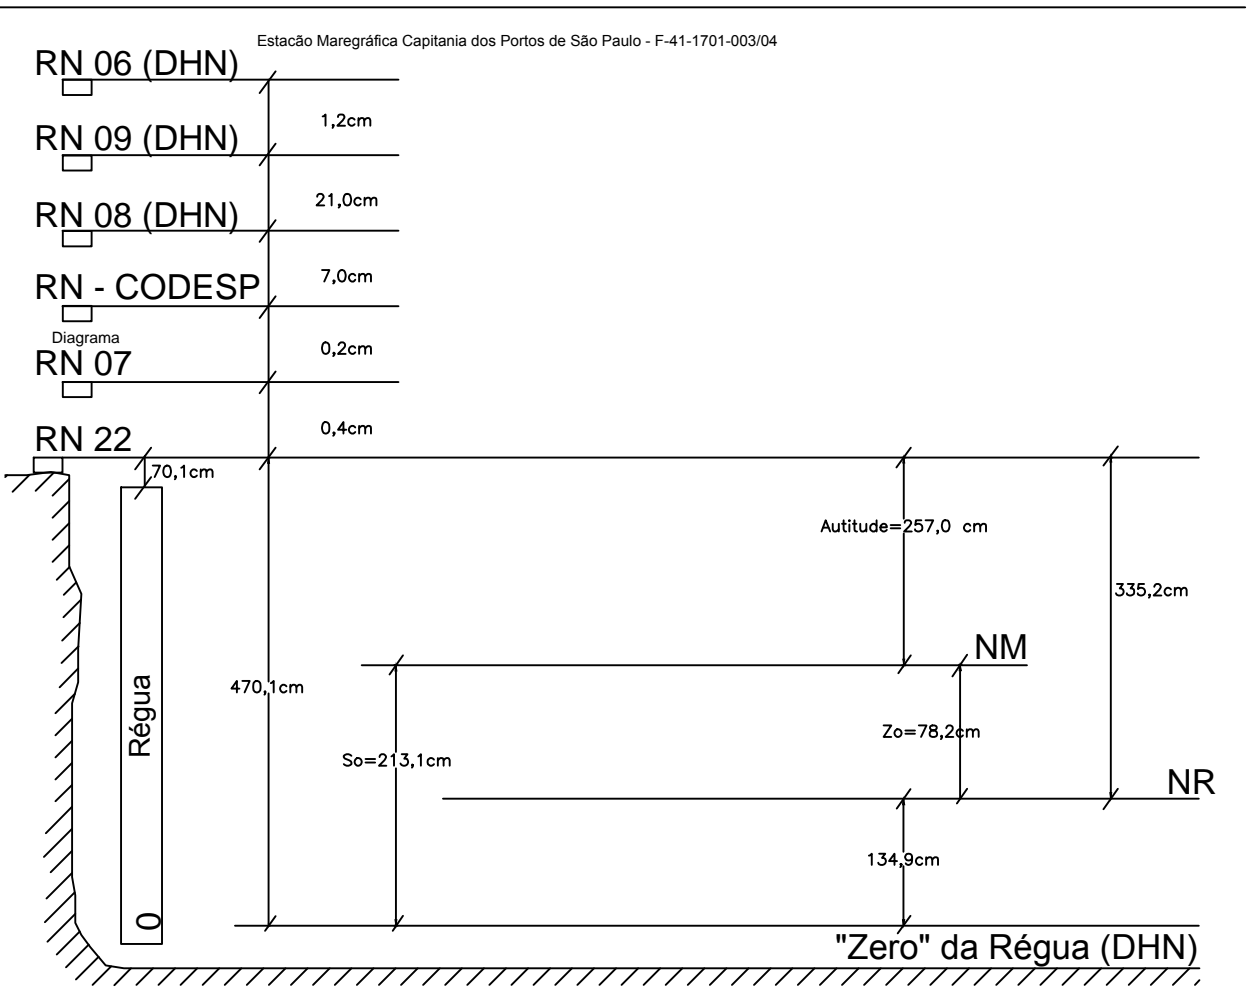 Estacão Maregráfica Capitania dos Portos de São Paulo - F-41-1701-003/04
RN 06 (DHN)
1,2cm
RN 09 (DHN)
21,0cm
RN 08 (DHN)
7,0cm
RN - CODESP
Diagrama
0,2cm
RN 07
0,4cm
RN 22
70,1cm
Autitude=257,0 cm
335,2cm
NM
470,1cm
Régua
Zo=78,2cm
So=213,1cm
NR
134,9cm
0
"Zero" da Régua (DHN)